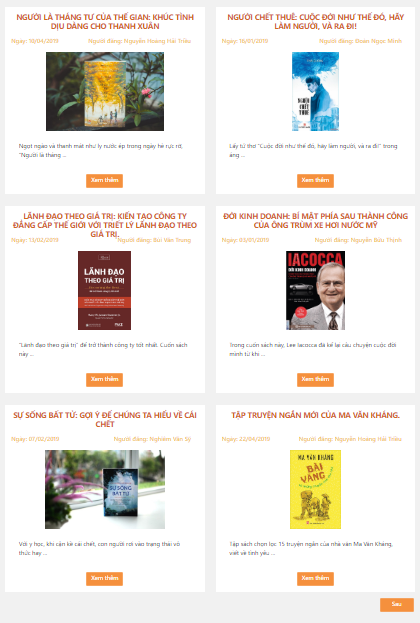 NGƯỜI LÀ THÁNG TƯ CỦA THẾ GIAN: KHÚC TÌNH
DỊU DÀNG CHO THANH XUÂN
Ngày: 10/04/2019 Người đăng: Nguyễn Hoàng Hải Triều
Ngọt ngào và thanh mát như ly nước ép trong ngày hè rực rỡ,
"Người là tháng ...
Xem thêm
NGƯỜI CHẾT THUÊ: CUỘC ĐỜI NHƯ THẾ ĐÓ, HÃY
LÀM NGƯỜI, VÀ RA ĐI!
Ngày: 16/01/2019 Người đăng: Đoàn Ngọc Minh
NGƯỜI
CHẾT THUÊ
Lấy tứ thơ "Cuộc đời như thế đó, hãy làm người, và ra đi!" trong
áng ...
Xem thêm
LÃNH ĐẠO THEO GIÁ TRỊ: KIẾN TẠO CÔNG TY
ĐẲNG CẤP THẾ GIỚI VỚI TRIẾT LÝ LÃNH ĐẠO THEO
GIÁ TRỊ.
Ngày: 13/02/2019 Người đăng: Bùi Văn Trung
LÃNH ĐẠO
THEO GIÁ TRỊ
"Lãnh đạo theo giá trị" để trở thành công ty tốt nhất. Cuốn sách
này ...
Xem thêm
ĐỜI KINH DOANH: BÍ MẬT PHÍA SAU THÀNH CÔNG
CỦA ÔNG TRÙM XE HƠI NƯỚC MỸ
Ngày: 03/01/2019 Người đăng: Nguyễn Bửu Thịnh
IACOCCA
Trong cuốn sách này, Lee Iacocca đã kể lại câu chuyện cuộc đời
mình từ khi ...
Xem thêm
SỰ SỐNG BẤT TỬ: GỢI Ý ĐỂ CHÚNG TA HIỂU VỀ CÁI
CHẾT
Ngày: 07/02/2019 Người đăng: Nghiêm Văn Sỹ
SỰ SỐNG
BẤT TỬ
Với y học, khi cận kề cái chết, con người rơi vào trạng thái vô
thức hay ...
Xem thêm
TẬP TRUYỆN NGẮN MỚI CỦA MA VĂN KHÁNG.
Ngày: 22/04/2019 Người đăng: Nguyễn Hoàng Hải Triều
MA VĂN KHÁNG
BÃI
VÀNG
Tập sách chọn lọc 15 truyện ngắn của nhà văn Ma Văn Kháng,
viết về tình yêu ...
Xem thêm
Sau